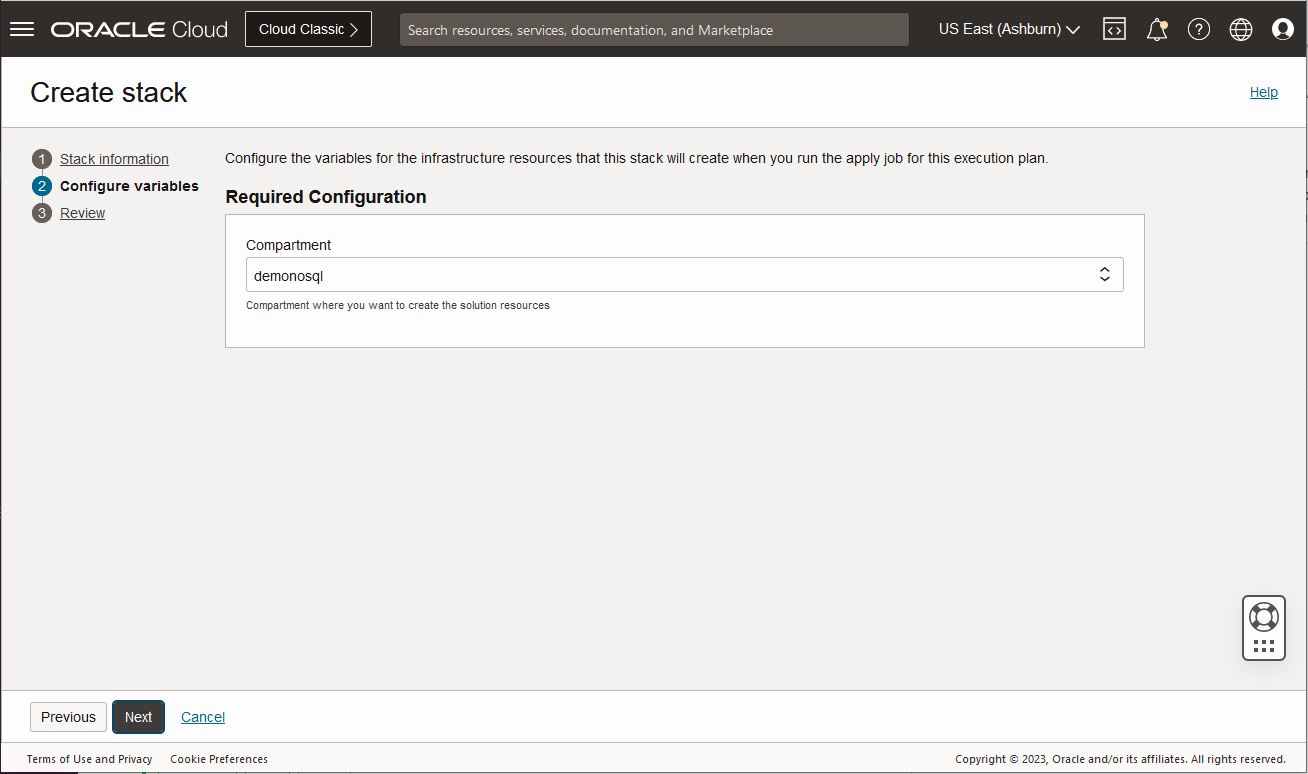 ORACLE Cloud
Cloud Classic
Search resources, services, documentation, and Marketplace
US East (Ashburn)
Create stack
Help
1 Stack information
2 Configure variables
3 Review
Configure the variables for the infrastructure resources that this stack will create when you run the apply job for this execution plan.
Required Configuration
Compartment
demonosql
Compartment where you want to create the solution resources
Previous
Next
Cancel
Terms of Use and Privacy
Cookie Preferences
Copyright © 2023, Oracle and/or its affiliates. All rights reserved.